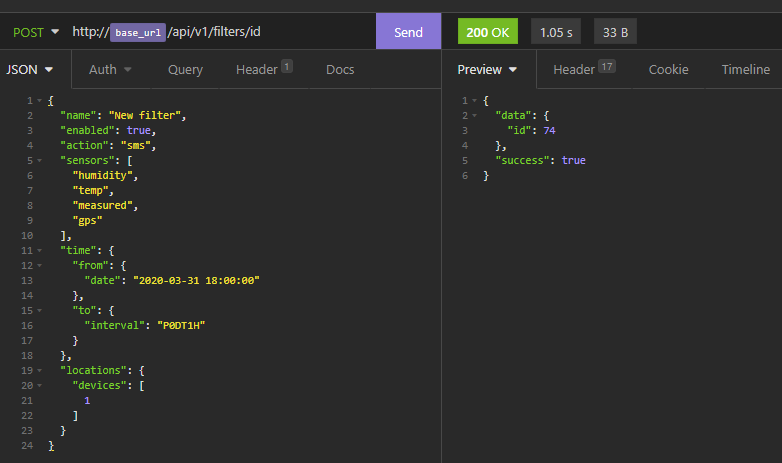 POST http:// base_url /api/v1/filters/id Send 200 OK 1.05 s 33 B
JSON Auth Query Header 1 Docs Preview Header 17 Cookie Timeline
1 {
2 "name": "New filter",
3 "enabled": true,
4 "action": "sms",
5 "sensors": [
6 "humidity",
7 "temp",
8 "measured",
9 "gps"
10 ],
11 "time": {
12 "from": {
13 "date": "2020-03-31 18:00:00"
14 },
15 "to": {
16 "interval": "P0DT1H"
17 }
18 },
19 "locations": {
20 "devices": [
21 1
22 ]
23 }
24 }
1 {
2 "data": {
3 "id": 74
4 },
5 "success": true
6 }